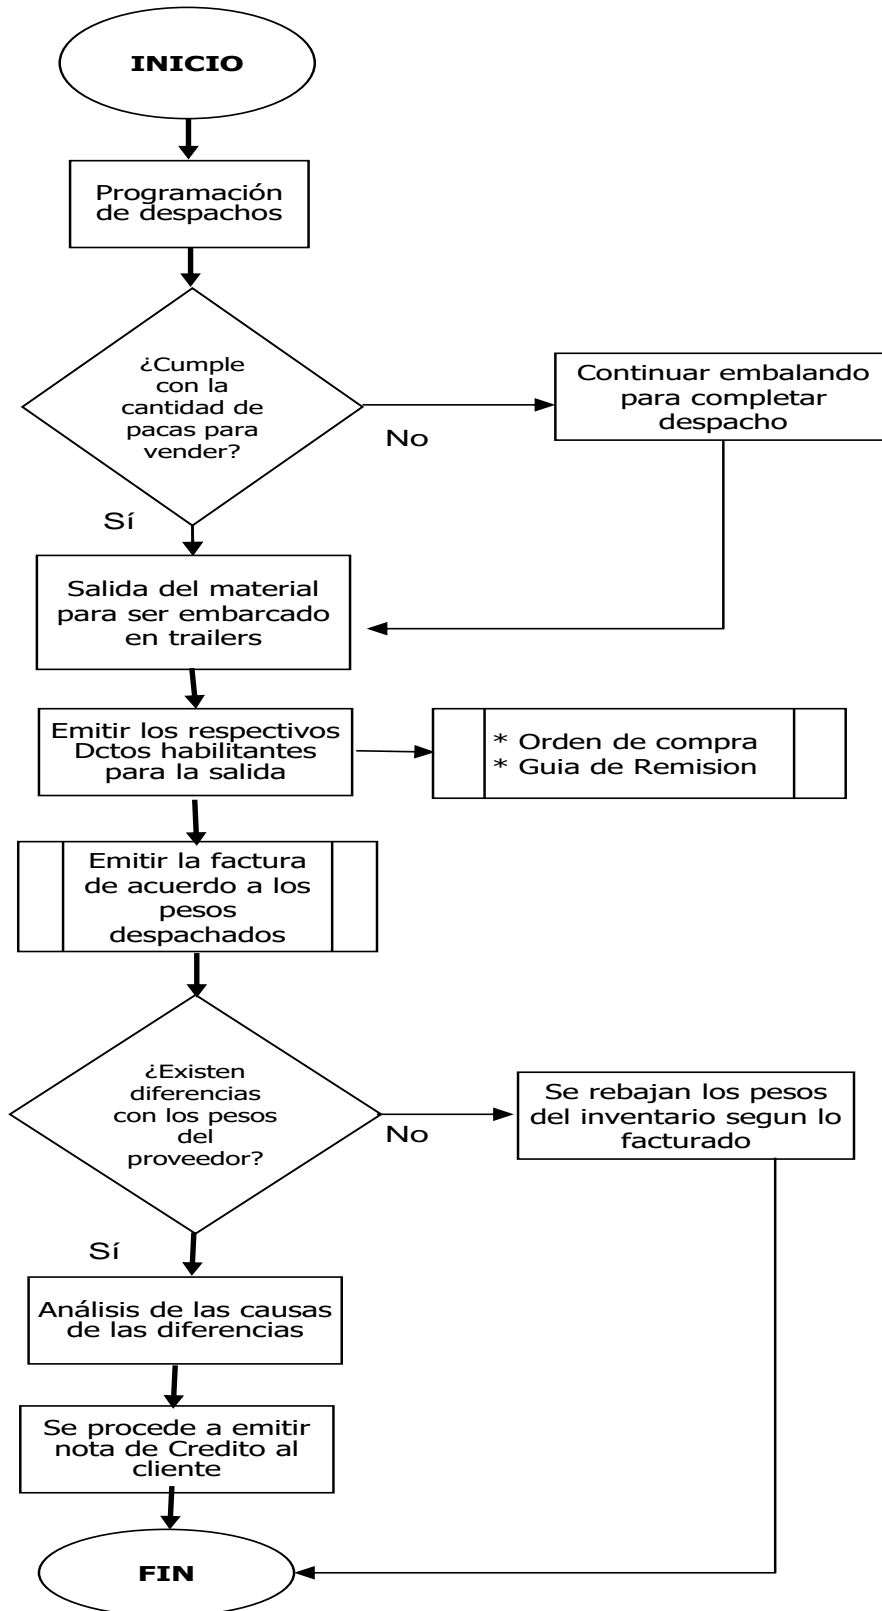 INICIO
Programación
de despachos
¿Cumple
con la
cantidad de
pacas para
vender?
No
Continuar embalando
para completar
despacho
Sí
Salida del material
para ser embarcado
en trailers
Emitir los respectivos
Dctos habilitantes
para la salida
* Orden de compra
* Guia de Remision
Emitir la factura
de acuerdo a los
pesos
despachados
¿Existen
diferencias
con los pesos
del
proveedor?
No
Se rebajan los pesos
del inventario segun lo
facturado
Sí
Análisis de las causas
de las diferencias
Se procede a emitir
nota de Credito al
cliente
FIN